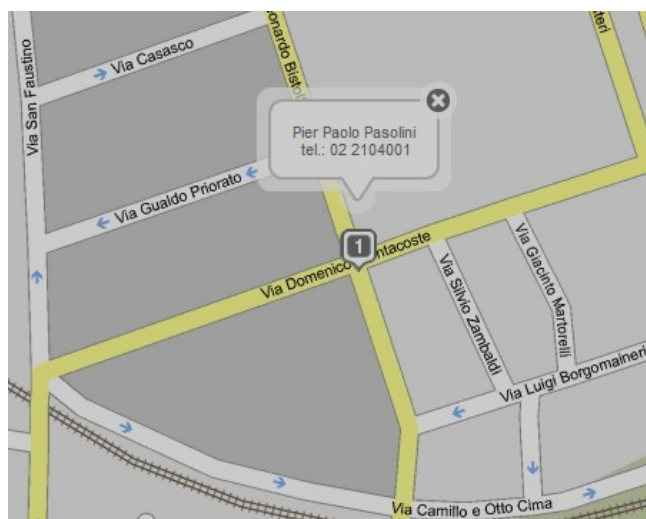 Via San Faustino
Via Casasco
Pier Paolo Pasolini
tel.: 02 2104001
Via Gualdo Priorato
1
Via Domenico
Via Silvio Zambaldi
Via Giacinto Martorelli
Via Luigi Borgomaineri
Via Camillo e Otto Cima